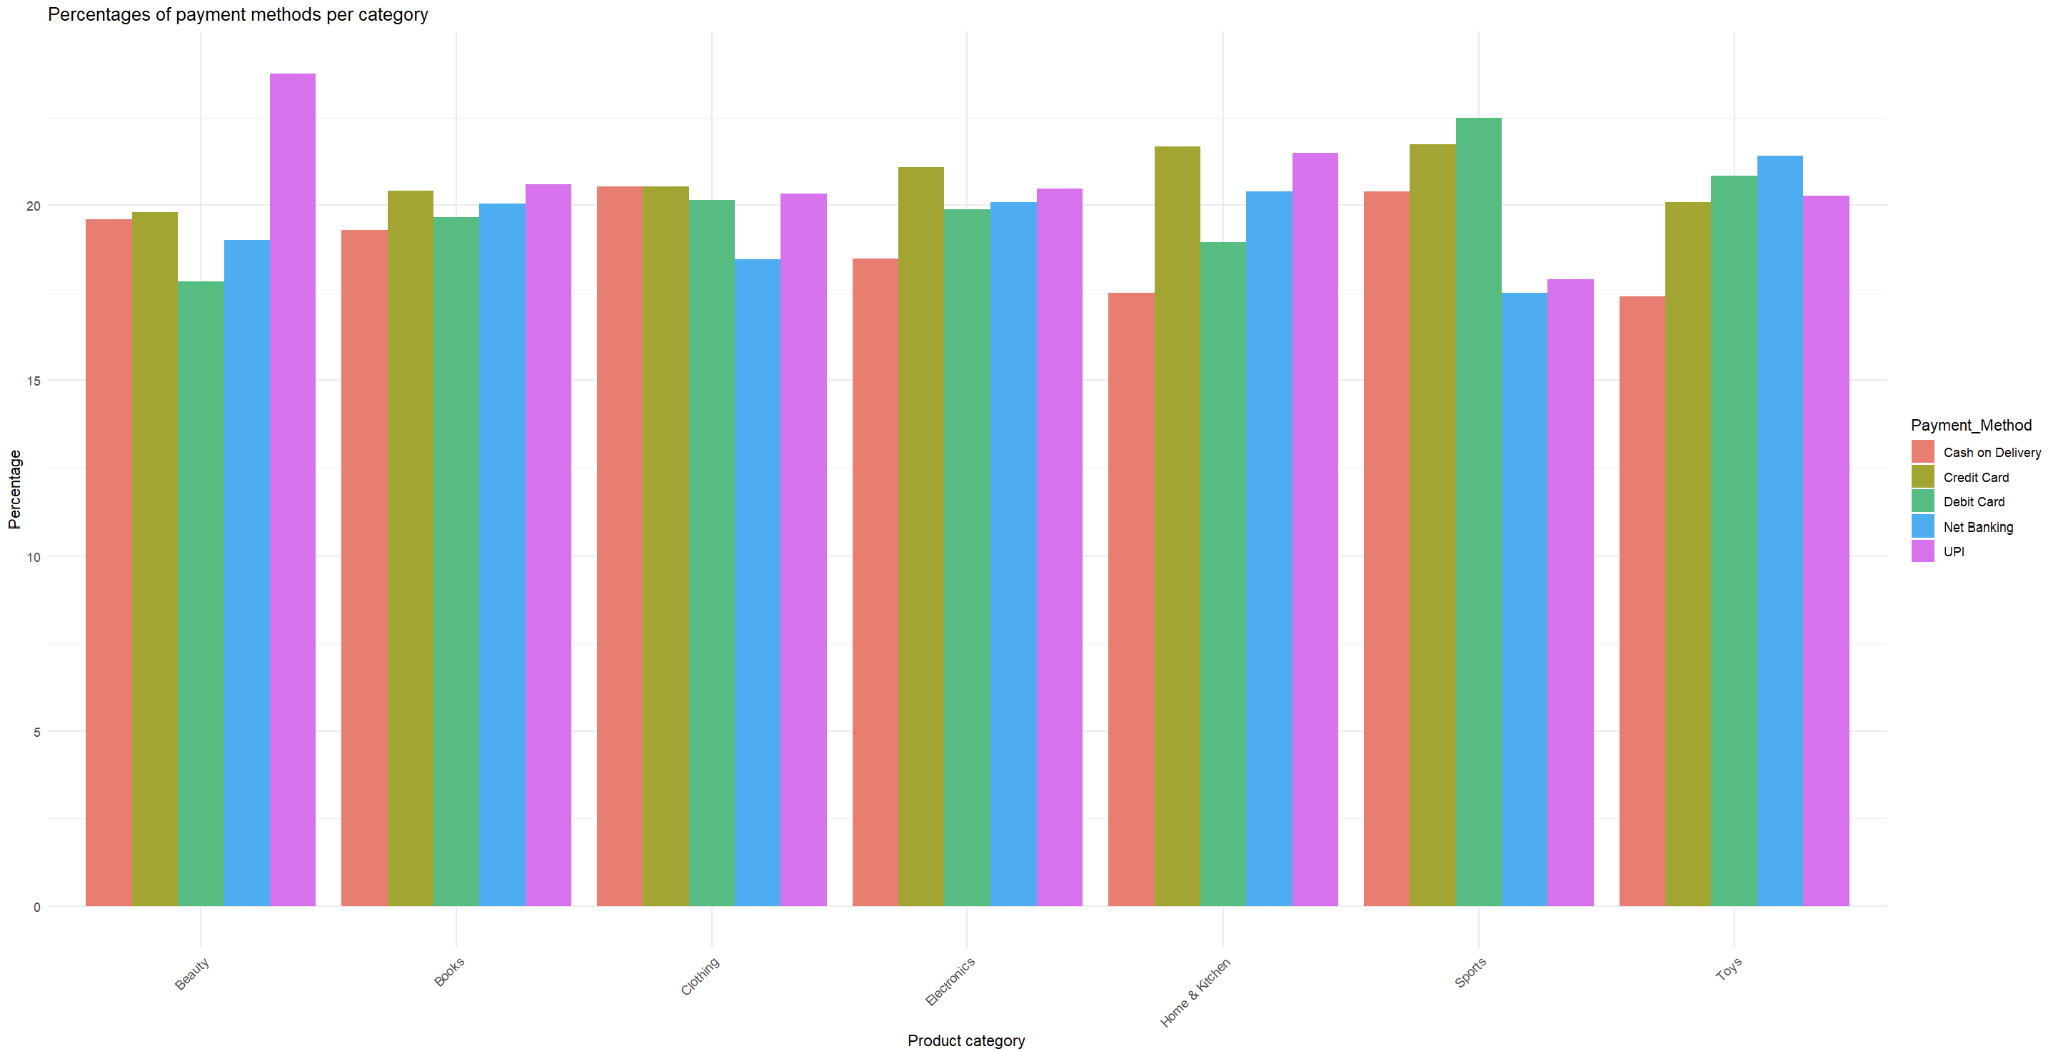 Percentages of payment methods per category
Percentage
20
15
10
5
0
Beauty
Books
Clothing
Electronics
Home & Kitchen
Sports
Toys
Product category
Payment_Method
Cash on Delivery
Credit Card
Debit Card
Net Banking
UPI